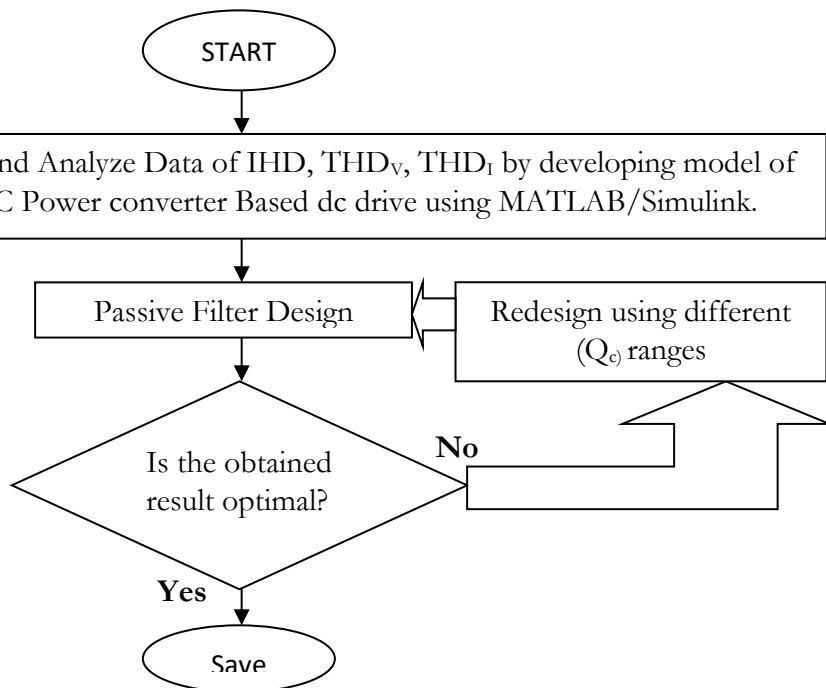 START
nd Analyze Data of IHD, THDV, THDI by developing model of
C Power converter Based dc drive using MATLAB/Simulink.
Passive Filter Design
Redesign using different
(Qc) ranges
Is the obtained
result optimal?
No
Yes
Save